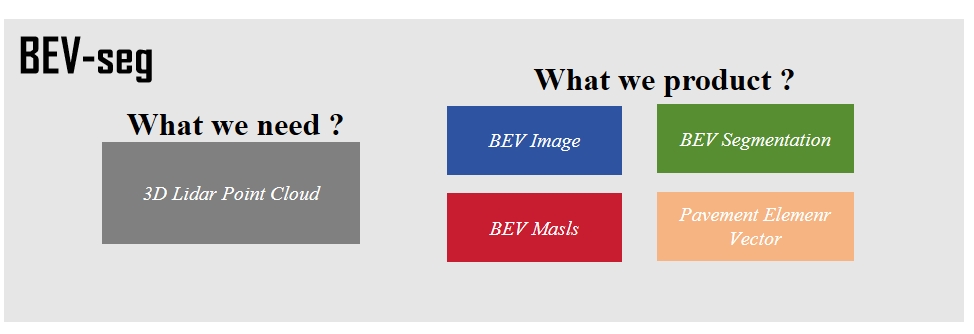 BEV-seg
What we need ?
3D Lidar Point Cloud
What we product ?
BEV Image
BEV Segmentation
BEV Masls
Pavement Elemenr
Vector